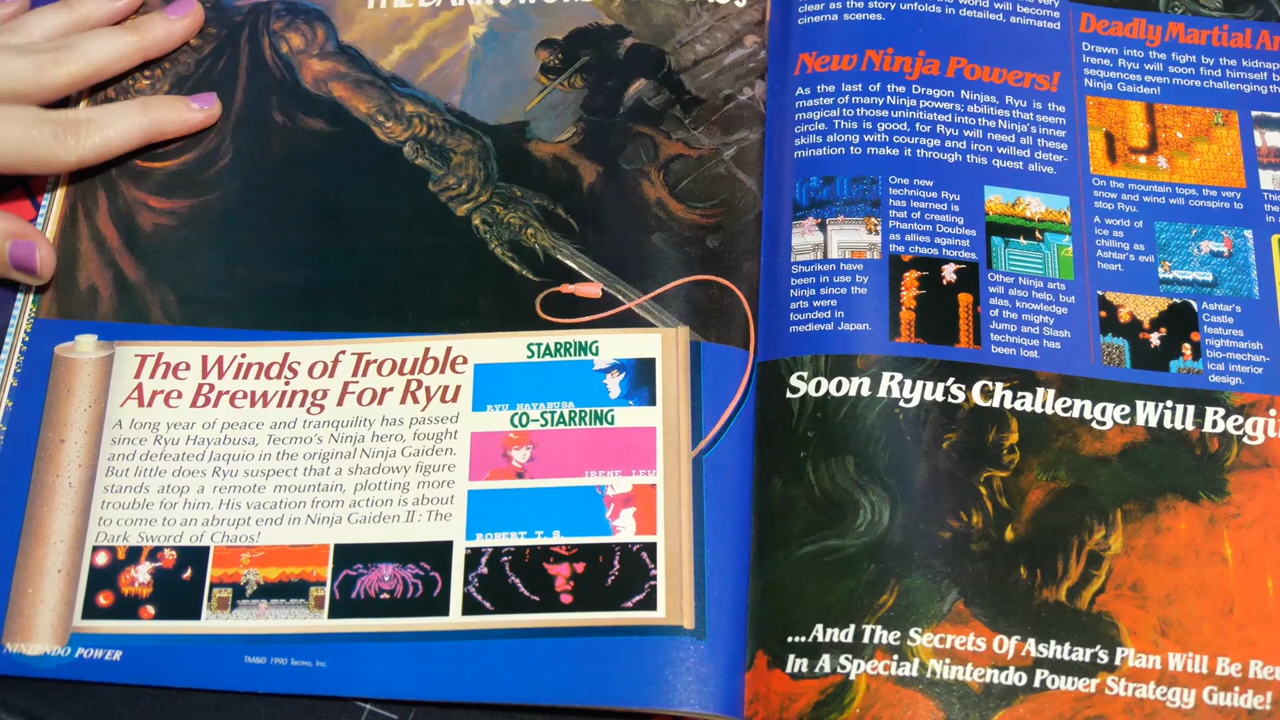 THE DARK SWORD
The Winds of Trouble
Are Brewing For Ryu
A long year of peace and tranquility has passed
since Ryu Hayabusa, Tecmo's Ninja hero, fought
and defeated Jaquio in the original Ninja Gaiden.
But little does Ryu suspect that a shadowy figure
stands atop a remote mountain, plotting more
trouble for him. His vacation from action is about
to come to an abrupt end in Ninja Gaiden II: The
Dark Sword of Chaos!
STARRING
RYU HAYABUSA
CO-STARRING
IRENE LEW
ROBERT T.S.
NINTENDO POWER
TM&© 1990 Tecmo, Inc.
world will become
clear as the story unfolds in detailed, animated
cinema scenes.
New Ninja Powers!
As the last of the Dragon Ninjas, Ryu is the
master of many Ninja powers; abilities that seem
magical to those uninitiated into the Ninja's inner
circle. This is good, for Ryu will need all these
skills along with courage and iron willed deter-
mination to make it through this quest alive.
Shuriken have
been in use by
Ninja since the
arts were
founded in
medieval Japan.
One new
technique Ryu
has learned is
that of creating
Phantom Doubles
as allies against
the chaos hordes.
Other Ninja arts
will also help, but
alas, knowledge
of the mighty
Jump and Slash
technique has
been lost.
Deadly Martial Ar
Drawn into the fight by the kidnap
Irene, Ryu will soon find himself b
sequences even more challenging th
Ninja Gaiden!
On the mountain tops, the very
snow and wind will conspire to
stop Ryu.
A world of
ice as
chilling as
Ashtar's evil
heart.
Ashtar's
Castle
features
nightmarish
bio-mechan-
ical interior
design.
Thi
the
in
Soon Ryu's Challenge Will Begi
...And The Secrets Of Ashtar's Plan Will Be Re
In A Special Nintendo Power Strategy Guide!